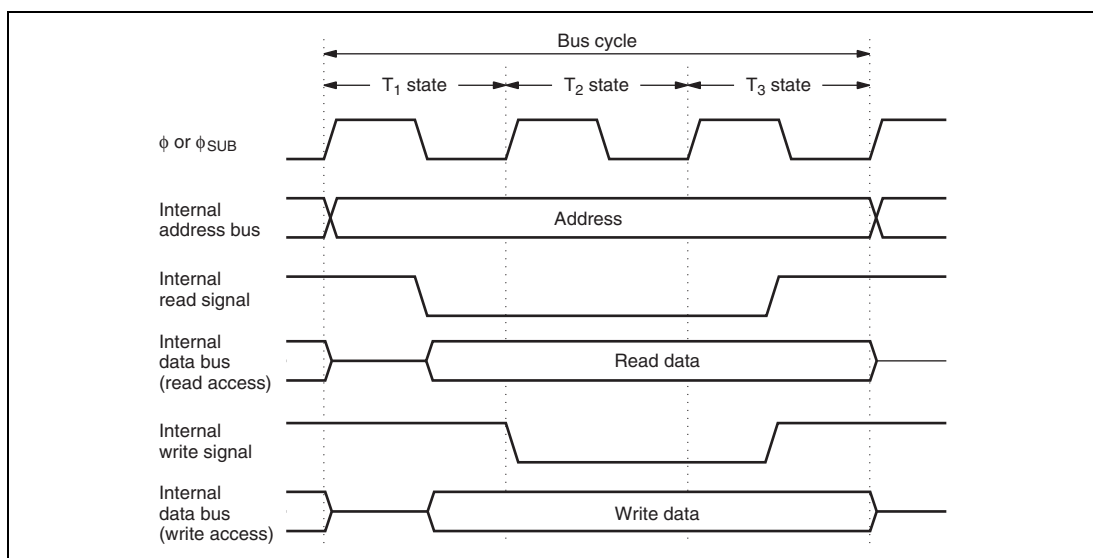 Bus cycle
T₁ state
T₂ state
T₃ state
ϕ or ϕSUB
Internal
address bus
Address
Internal
read signal
Internal
data bus
(read access)
Read data
Internal
write signal
Internal
data bus
(write access)
Write data